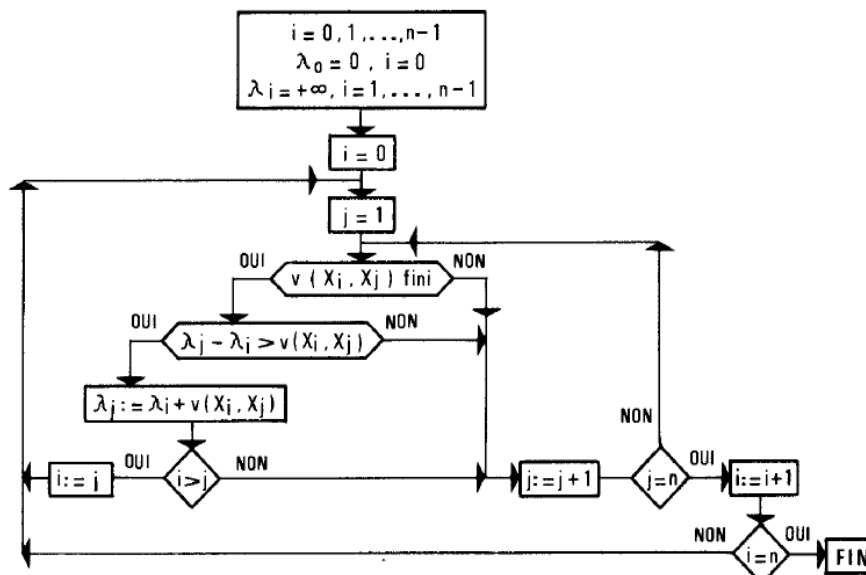 i = 0, 1, ..., n-1
λ₀ = 0 , i = 0
λi = +∞, i = 1, ..., n-1
i = 0
j = 1
OUI
v (Xi, Xj) fini
NON
OUI
λj - λi > v(Xi, Xj)
NON
λj := λi + v(Xi, Xj)
NON
i := j
OUI
i > j
NON
j := j+1
j = n
OUI
i := i+1
NON
i = n
OUI
FIN